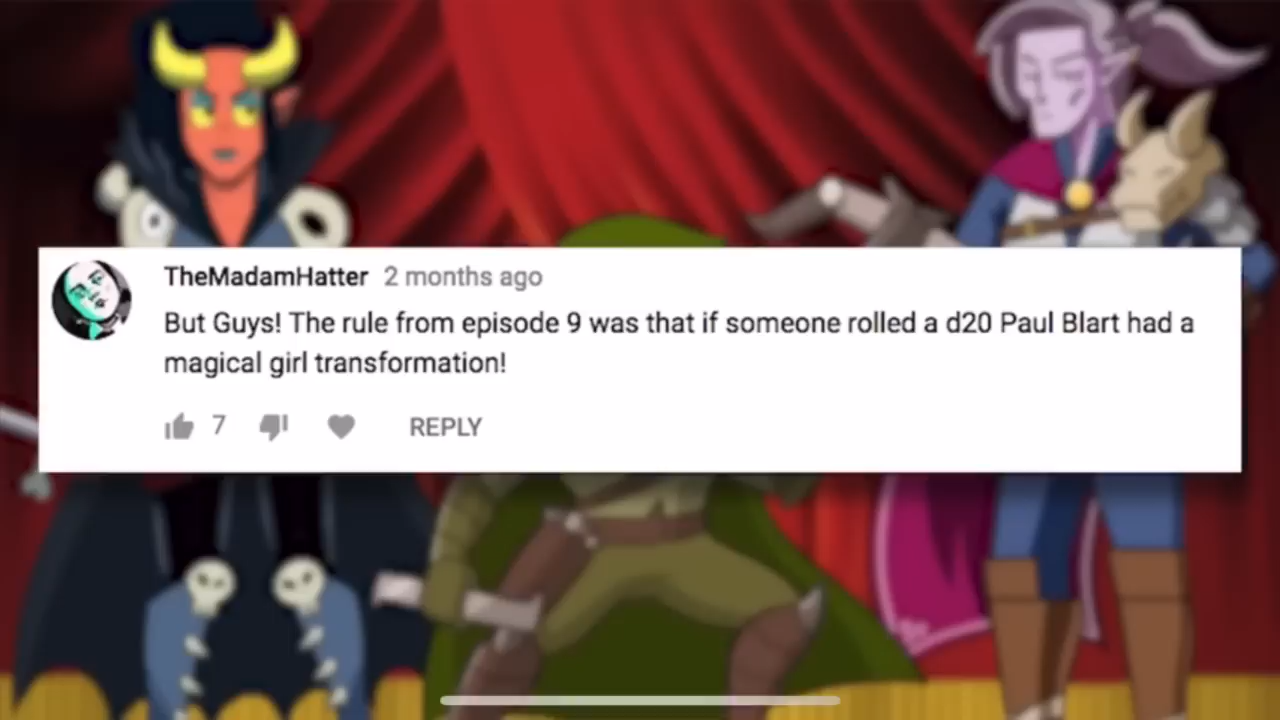 TheMadamHatter 2 months ago
But Guys! The rule from episode 9 was that if someone rolled a d20 Paul Blart had a
magical girl transformation!
7 REPLY